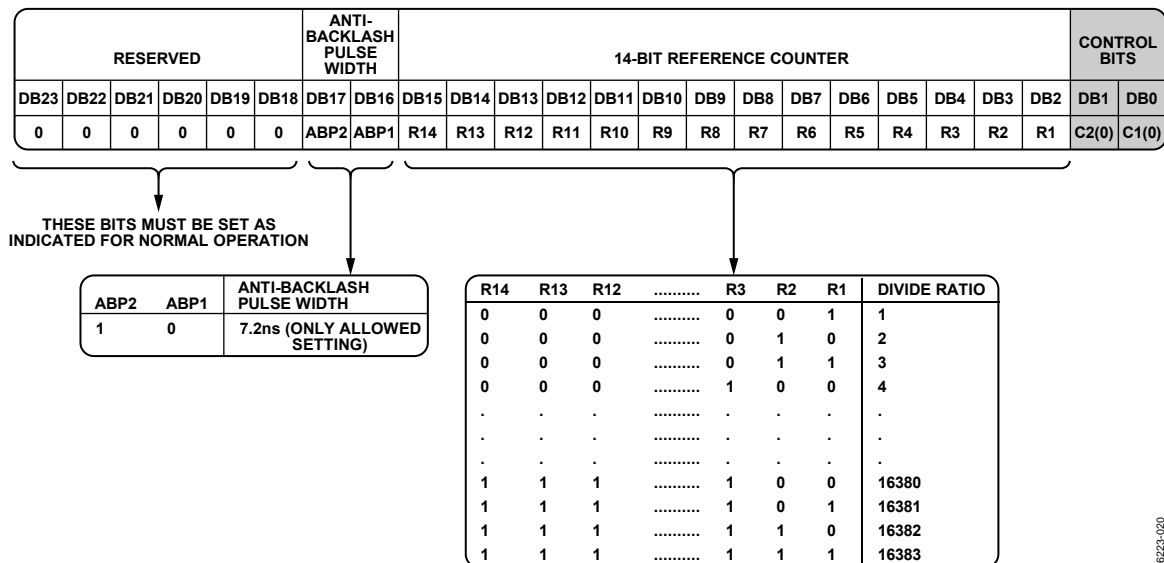 RESERVED
ANTI-
BACKLASH
PULSE
WIDTH
14-BIT REFERENCE COUNTER
CONTROL
BITS
DB23 DB22 DB21 DB20 DB19 DB18 DB17 DB16 DB15 DB14 DB13 DB12 DB11 DB10 DB9 DB8 DB7 DB6 DB5 DB4 DB3 DB2 DB1 DB0
0 0 0 0 0 0 ABP2 ABP1 R14 R13 R12 R11 R10 R9 R8 R7 R6 R5 R4 R3 R2 R1 C2(0) C1(0)
THESE BITS MUST BE SET AS
INDICATED FOR NORMAL OPERATION
ABP2 ABP1 ANTI-BACKLASH
PULSE WIDTH
1 0 7.2ns (ONLY ALLOWED
SETTING)
R14 R13 R12 .......... R3 R2 R1 DIVIDE RATIO
0 0 0 .......... 0 0 1 1
0 0 0 .......... 0 1 0 2
0 0 0 .......... 0 1 1 3
0 0 0 .......... 1 0 0 4
. . . .......... . . . .
. . . .......... . . . .
. . . .......... . . . .
1 1 1 .......... 1 0 0 16380
1 1 1 .......... 1 0 1 16381
1 1 1 .......... 1 1 0 16382
1 1 1 .......... 1 1 1 16383
6223-020